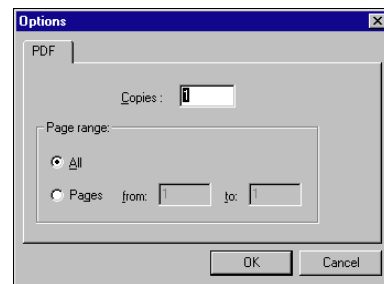 Options
PDF
Copies : 1
Page range:
All
Pages from: 1 to: 1
OK Cancel